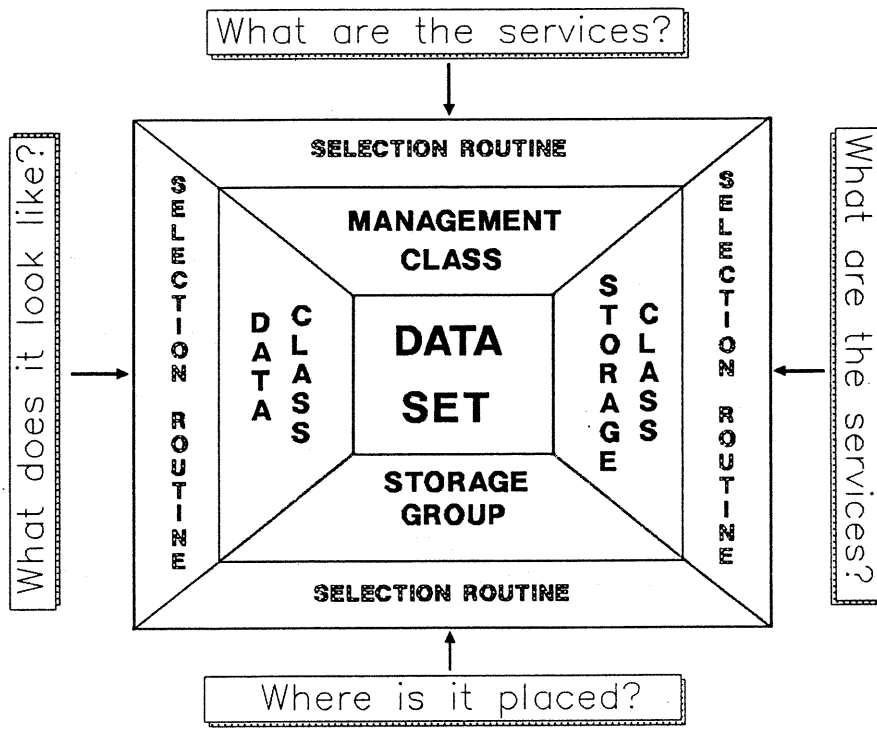 What are the services?
SELECTION ROUTINE
MANAGEMENT
CLASS
What does it look like?
SELECTION ROUTINE
DATA
CLASS
DATA
SET
STORAGE
CLASS
SELECTION ROUTINE
What are the services?
STORAGE
GROUP
SELECTION ROUTINE
Where is it placed?